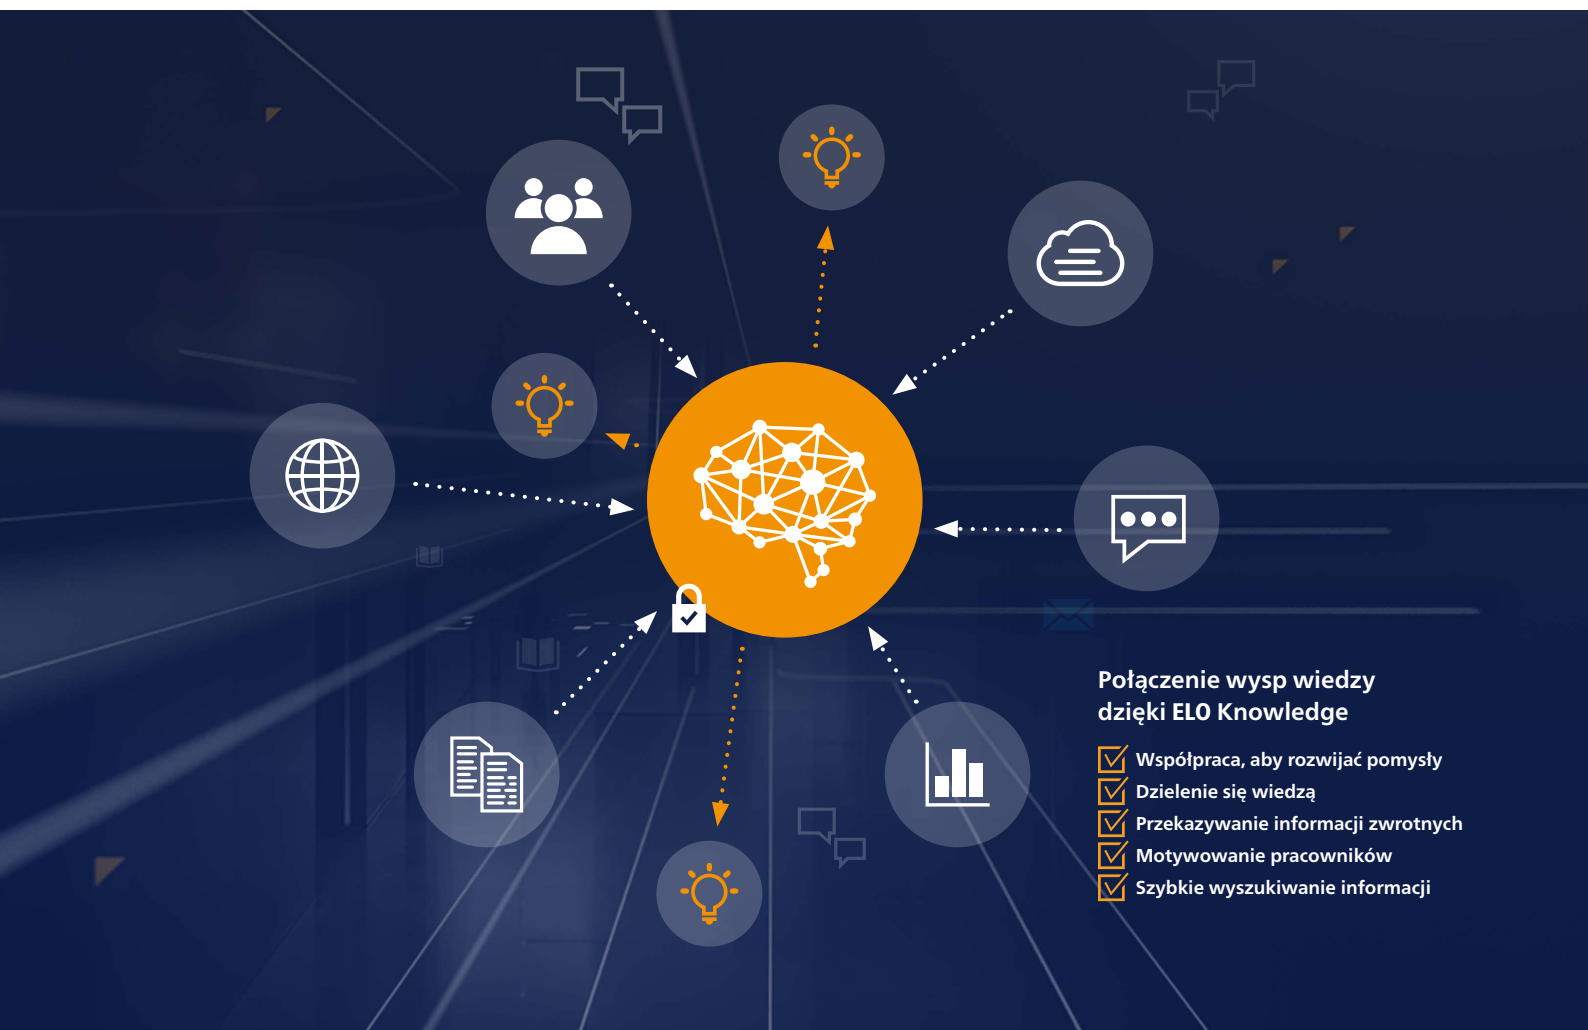 Połączenie wysp wiedzy
dzięki ELO Knowledge
Współpraca, aby rozwijać pomysły
Dzielenie się wiedzą
Przekazywanie informacji zwrotnych
Motywowanie pracowników
Szybkie wyszukiwanie informacji